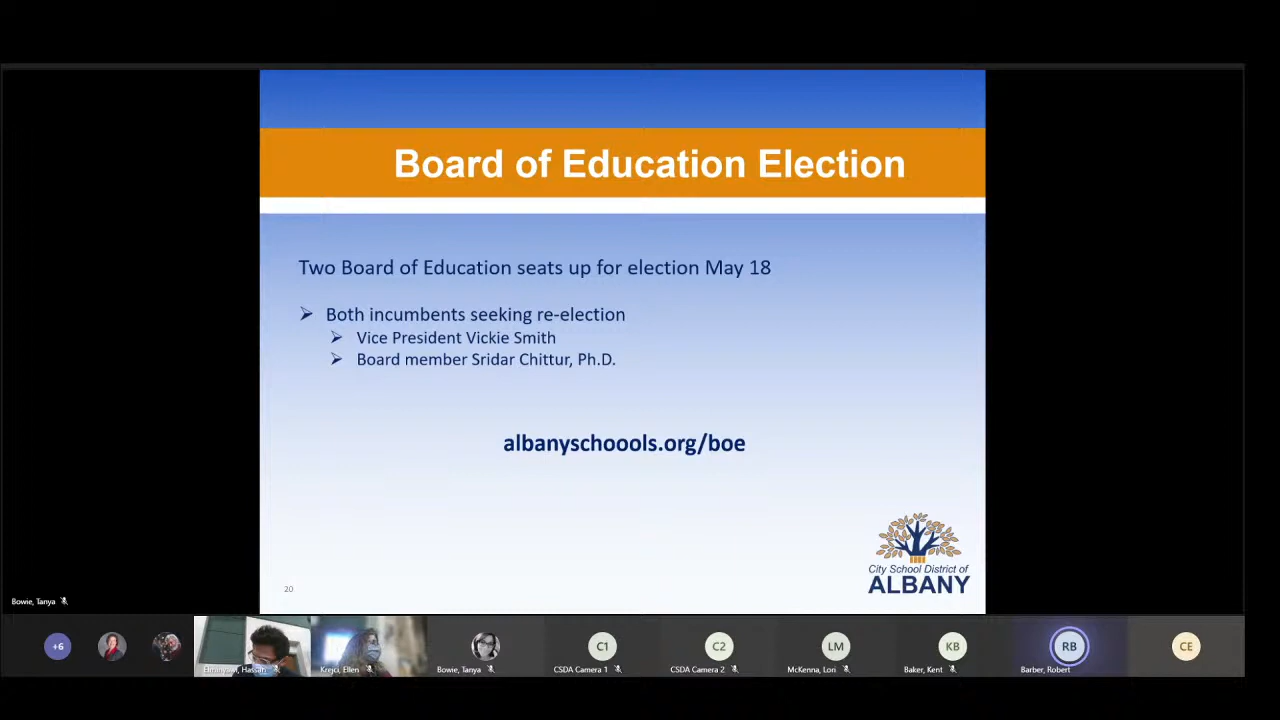 Board of Education Election
Two Board of Education seats up for election May 18
Both incumbents seeking re-election
Vice President Vickie Smith
Board member Sridar Chittur, Ph.D.
albanyschoools.org/boe
City School District of
ALBANY
20
Bowie, Tanya
+6
C1
C2
LM
KB
RB
CE
Krejci, Ellen
Bowie, Tanya
CSDA Camera 1
CSDA Camera 2
McKenna, Lori
Baker, Kent
Barber, Robert